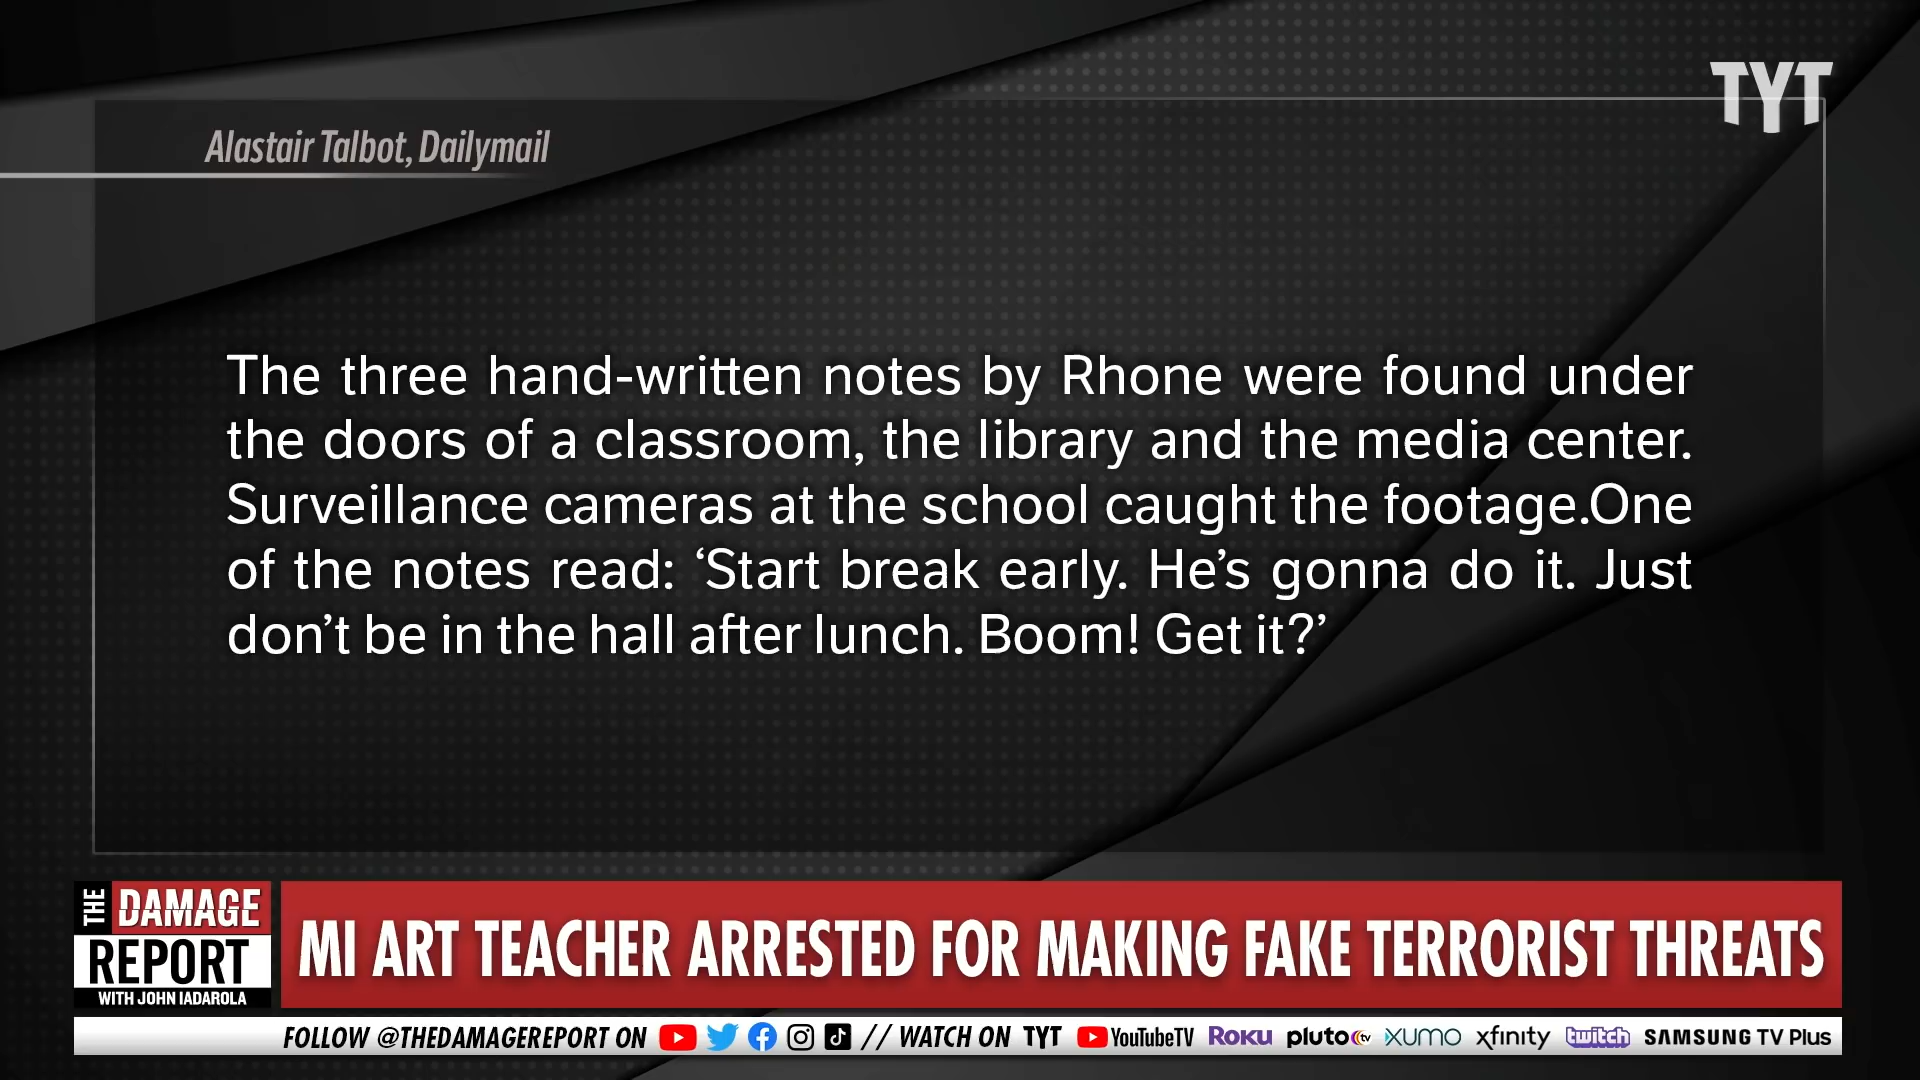 TYT
Alastair Talbot, Dailymail
The three hand-written notes by Rhone were found under
the doors of a classroom, the library and the media center.
Surveillance cameras at the school caught the footage.One
of the notes read: ‘Start break early. He’s gonna do it. Just
don’t be in the hall after lunch. Boom! Get it?’
THE DAMAGE
REPORT
WITH JOHN IADAROLA
MI ART TEACHER ARRESTED FOR MAKING FAKE TERRORIST THREATS
FOLLOW @THEDAMAGEREPORT ON // WATCH ON TYT YouTubeTV ROKU pluto tv XUMO xfinity twitch SAMSUNG TV Plus